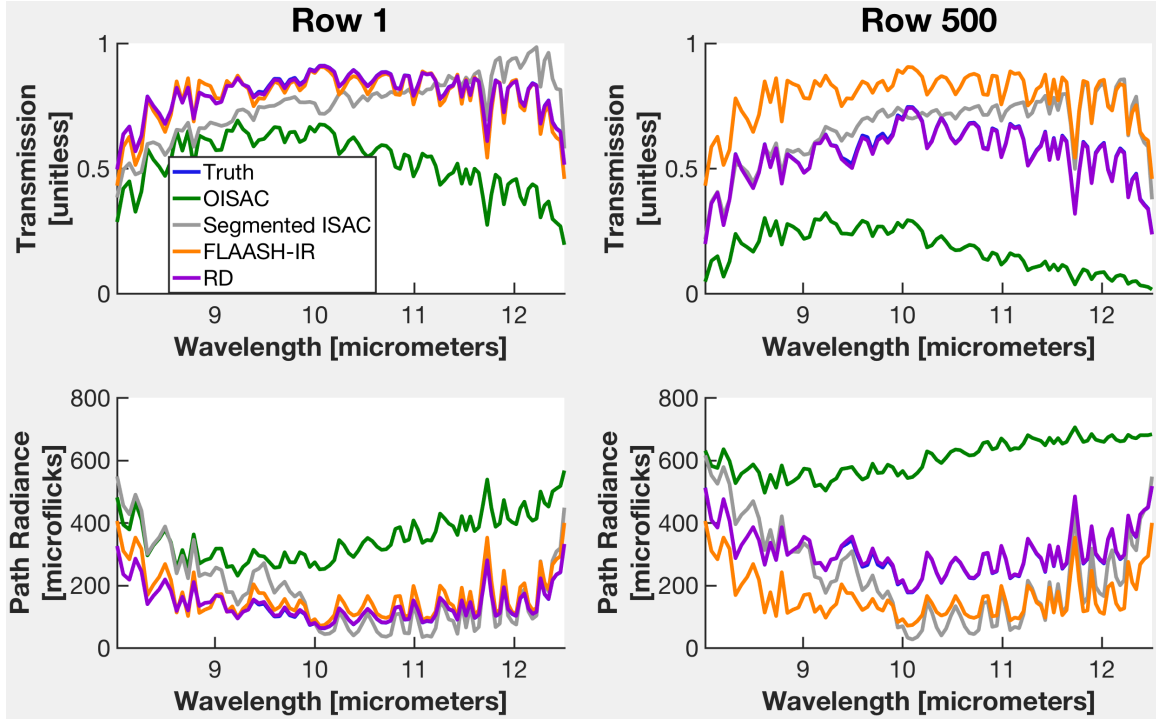 Row 1
Row 500
Transmission
[unitless]
1
0.5
0
Truth
OISAC
Segmented ISAC
FLAASH-IR
RD
9
10
11
12
Wavelength [micrometers]
Transmission
[unitless]
1
0.5
0
9
10
11
12
Wavelength [micrometers]
Path Radiance
[microflicks]
800
600
400
200
0
9
10
11
12
Wavelength [micrometers]
Path Radiance
[microflicks]
800
600
400
200
0
9
10
11
12
Wavelength [micrometers]